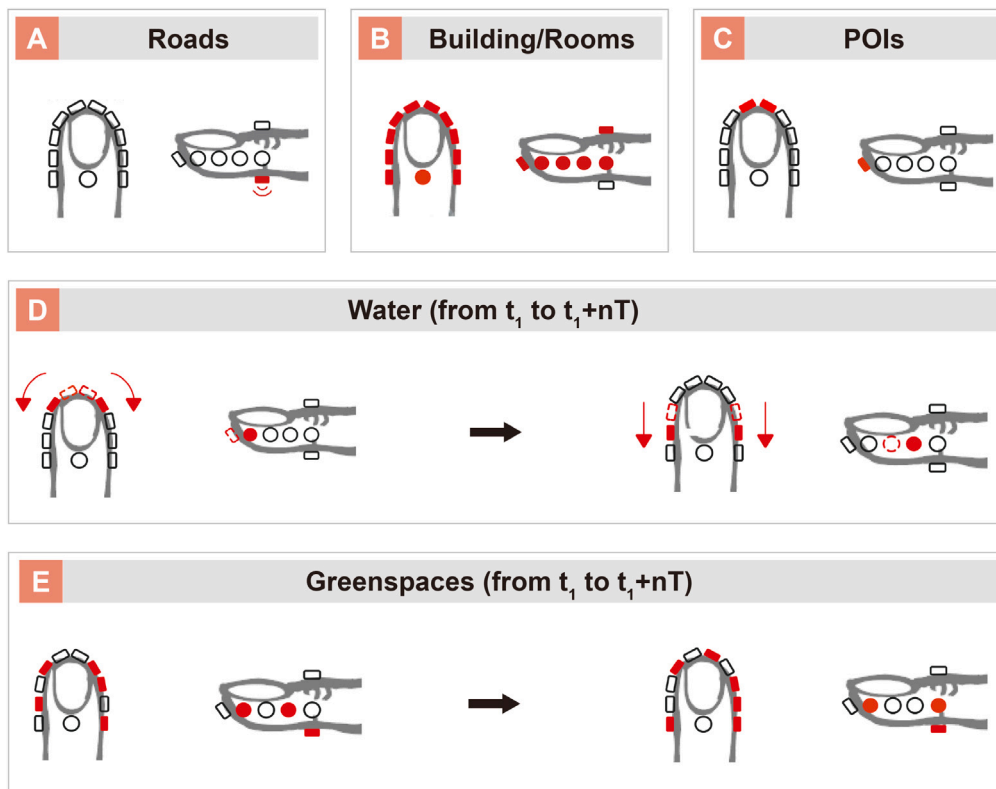 A Roads
B Building/Rooms
C POIs
D Water (from t₁ to t₁+nT)
E Greenspaces (from t₁ to t₁+nT)